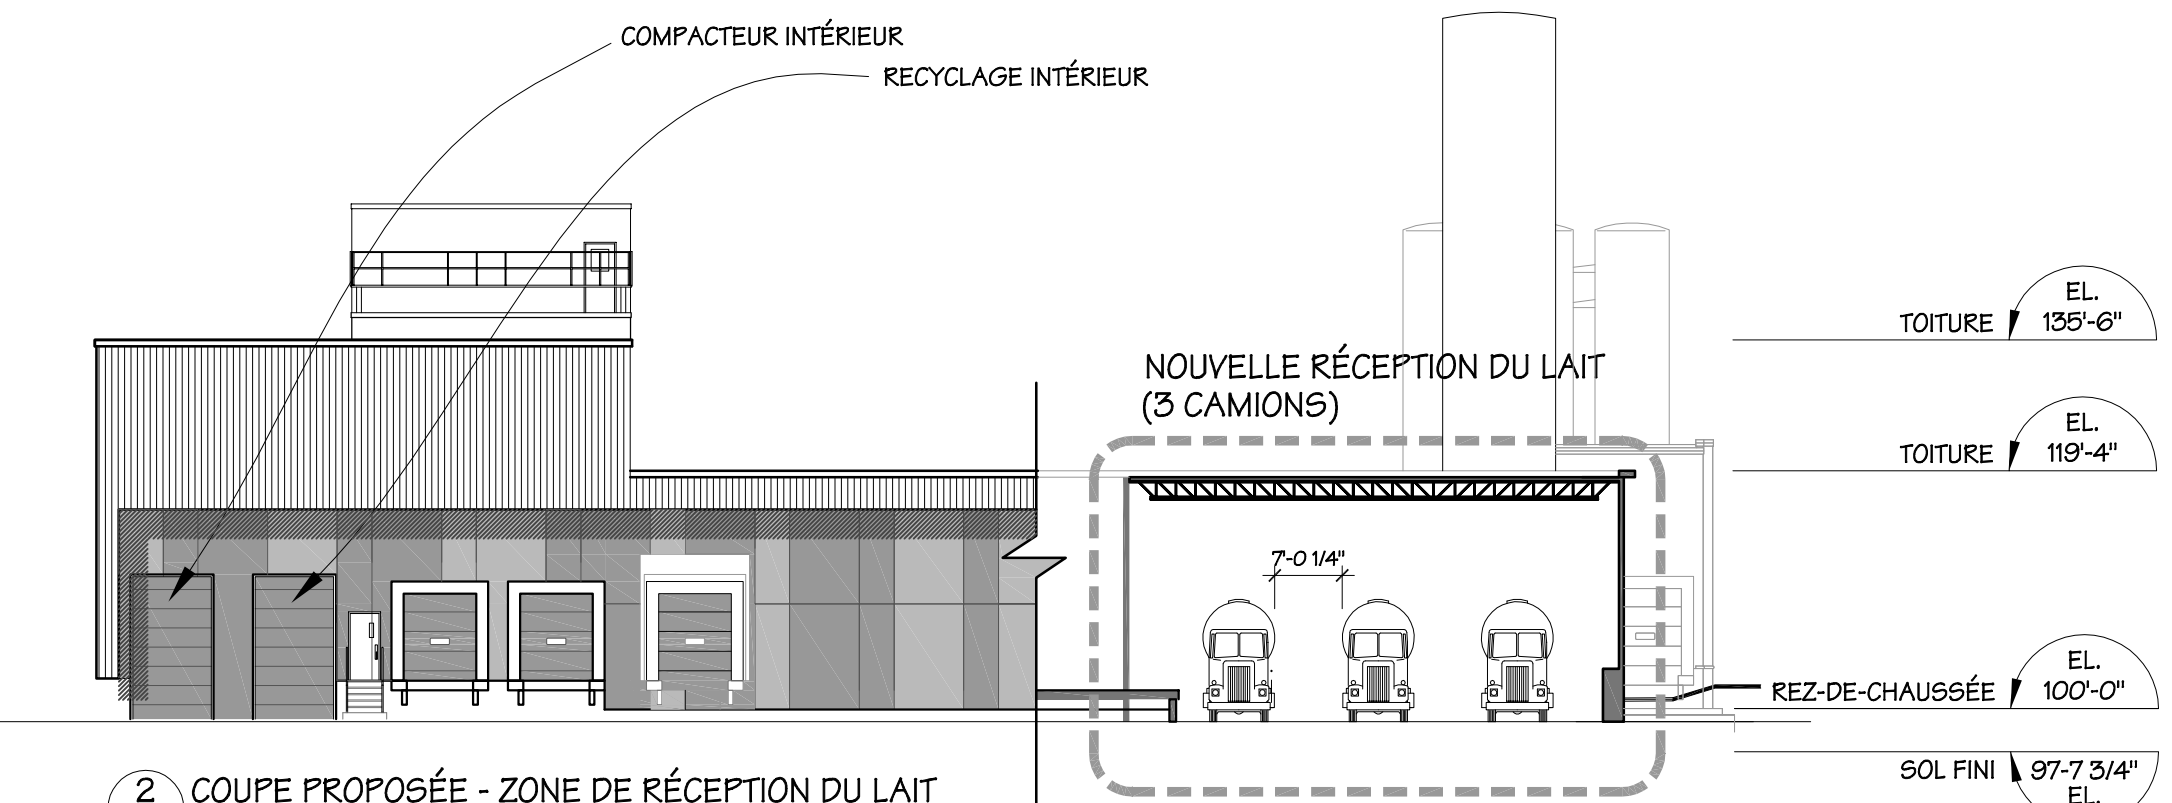 COMPACTEUR INTÉRIEUR
RECYCLAGE INTÉRIEUR
EL.
TOITURE 135'-6"
NOUVELLE RÉCEPTION DU LAIT
(3 CAMIONS)
EL.
TOITURE 119'-4"
7'-0 1/4"
EL.
REZ-DE-CHAUSSÉE 100'-0"
SOL FINI 97-7 3/4"
EL.
2 COUPE PROPOSÉE - ZONE DE RÉCEPTION DU LAIT